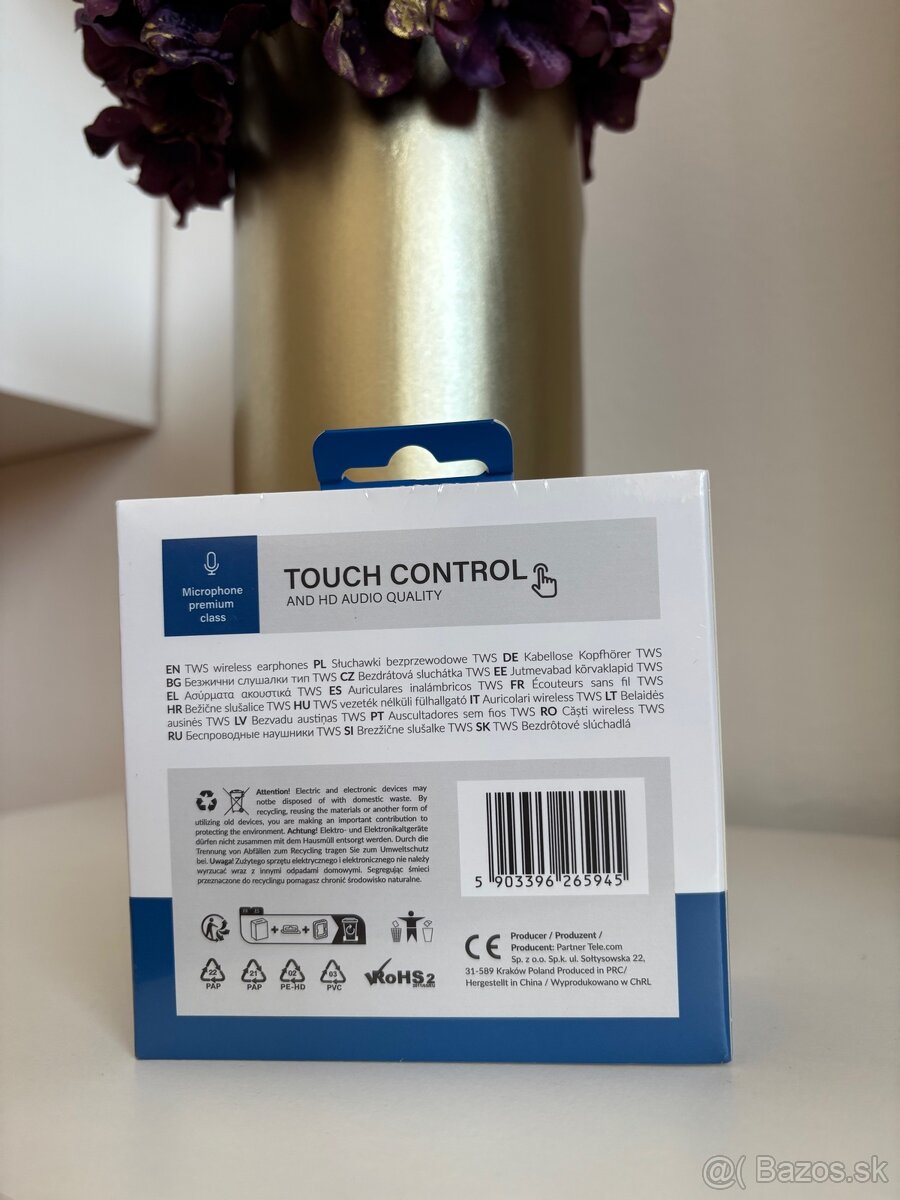 Microphone
premium
class
TOUCH CONTROL
AND HD AUDIO QUALITY
EN TWS wireless earphones PL Słuchawki bezprzewodowe TWS DE Kabellose Kopfhörer TWS
BG Безжични слушалки тип TWS CZ Bezdrátová sluchátka TWS EE Jutmevabad kõrvaklapid TWS
EL Ασύρματα ακουστικά TWS ES Auriculares inalámbricos TWS FR Écouteurs sans fil TWS
HR Bežične slušalice TWS HU TWS vezeték nélküli fülhallgató IT Auricolari wireless TWS LT Belaidės
ausinės TWS LV Bezvadu austiņas TWS PT Auscultadores sem fios TWS RO Căști wireless TWS
RU Беспроводные наушники TWS SI Brezžične slušalke TWS SK TWS Bezdrôtové slúchadlá
Attention! Electric and electronic devices may
notbe disposed of with domestic waste. By
recycling, reusing the materials or another form of
utilizing old devices, you are making an important contribution to
protecting the environment. Achtung! Elektro- und Elektronikaltgeräte
dürfen nicht zusammen mit dem Hausmüll entsorgt werden. Durch die
Trennung von Abfällen zum Recycling tragen Sie zum Umweltschutz
bei. Uwaga! Zużytego sprzętu elektrycznego i elektronicznego nie należy
wyrzucać wraz z innymi odpadami domowymi. Segregując śmieci
przeznaczone do recyklingu pomagasz chronić środowisko naturalne.
5 903396 265945
CE
Producer / Produzent /
Producent: Partner Tele.com
Sp. z o.o. Sp.k. ul. Sołtysowska 22,
31-589 Kraków Poland Produced in PRC/
Hergestellt in China / Wyprodukowano w ChRL
22
PAP
21
PAP
02
PE-HD
03
PVC
RoHS 2
@( Bazos.sk